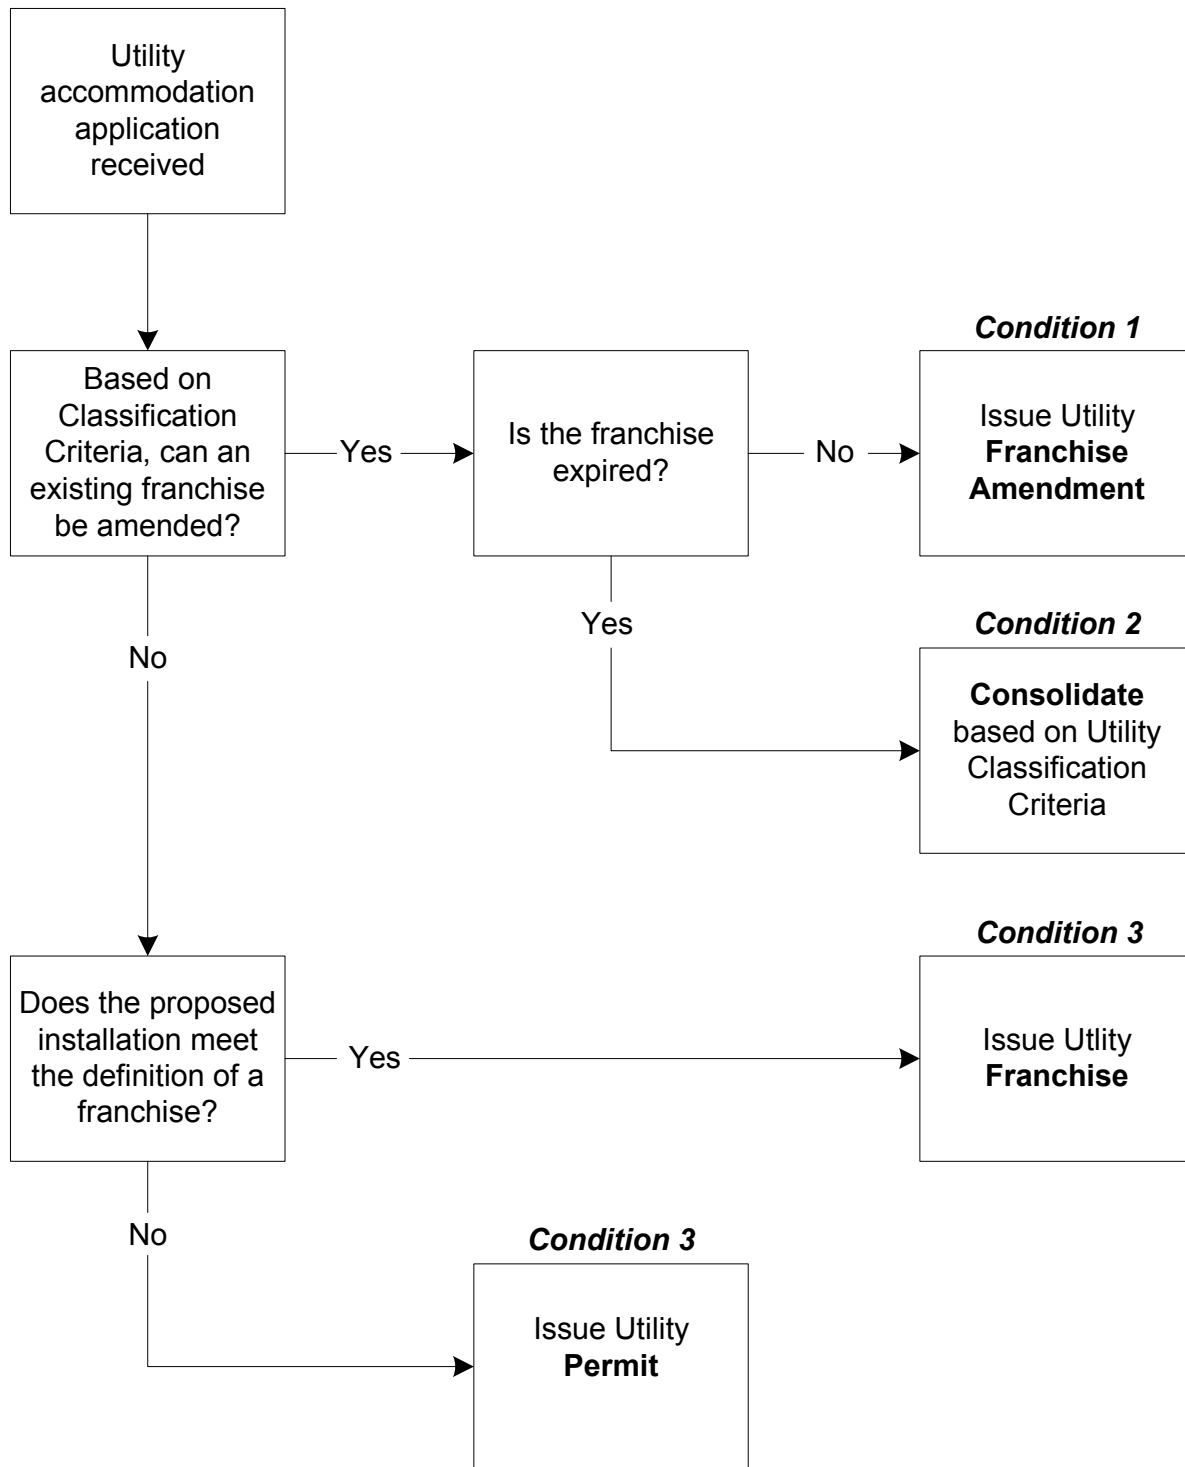 Utility
accommodation
application
received
Based on
Classification
Criteria, can an
existing franchise
be amended?
Yes
Is the franchise
expired?
No
Condition 1
Issue Utility
Franchise
Amendment
Yes
Condition 2
Consolidate
based on Utility
Classification
Criteria
No
Does the proposed
installation meet
the definition of a
franchise?
Yes
Condition 3
Issue Utlity
Franchise
No
Condition 3
Issue Utility
Permit